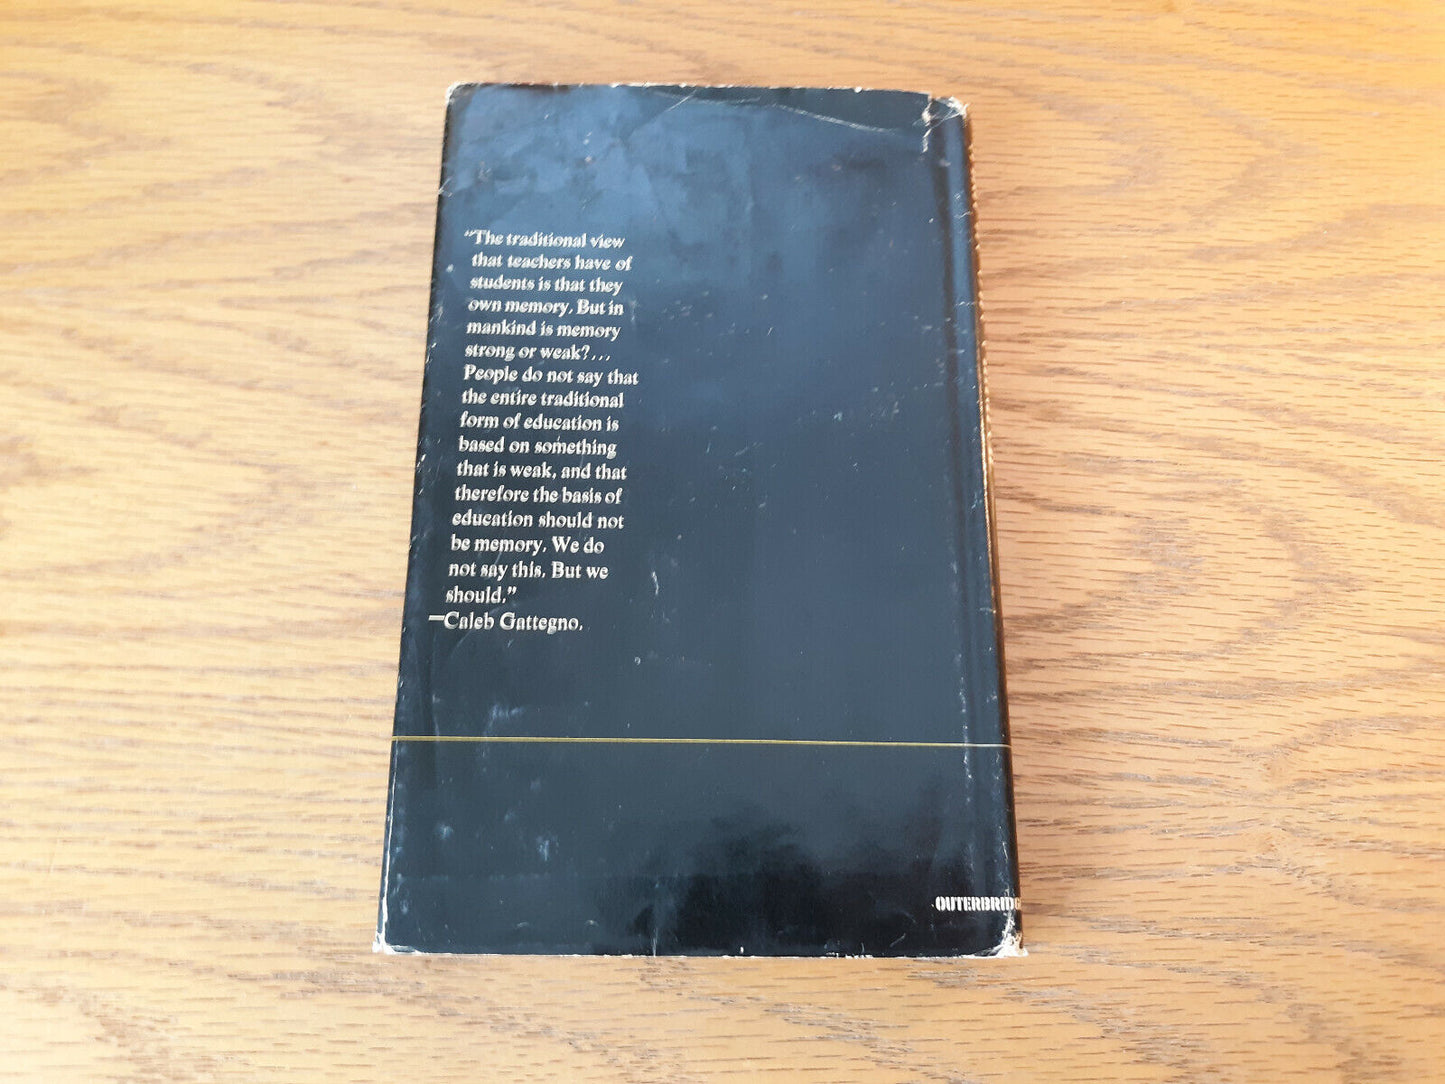 "The traditional view
that teachers have of
students is that they
own memory. But in
mankind is memory
strong or weak?...
People do not say that
the entire traditional
form of education is
based on something
that is weak, and that
therefore the basis of
education should not
be memory. We do
not say this. But we
should."
—Caleb Gattegno.
OUTERBRIDG